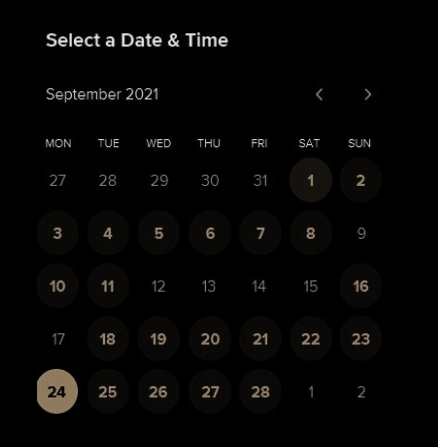 Select a Date & Time
September 2021
MON TUE WED THU FRI SAT SUN
27 28 29 30 31 1 2
3 4 5 6 7 8 9
10 11 12 13 14 15 16
17 18 19 20 21 22 23
24 25 26 27 28 1 2